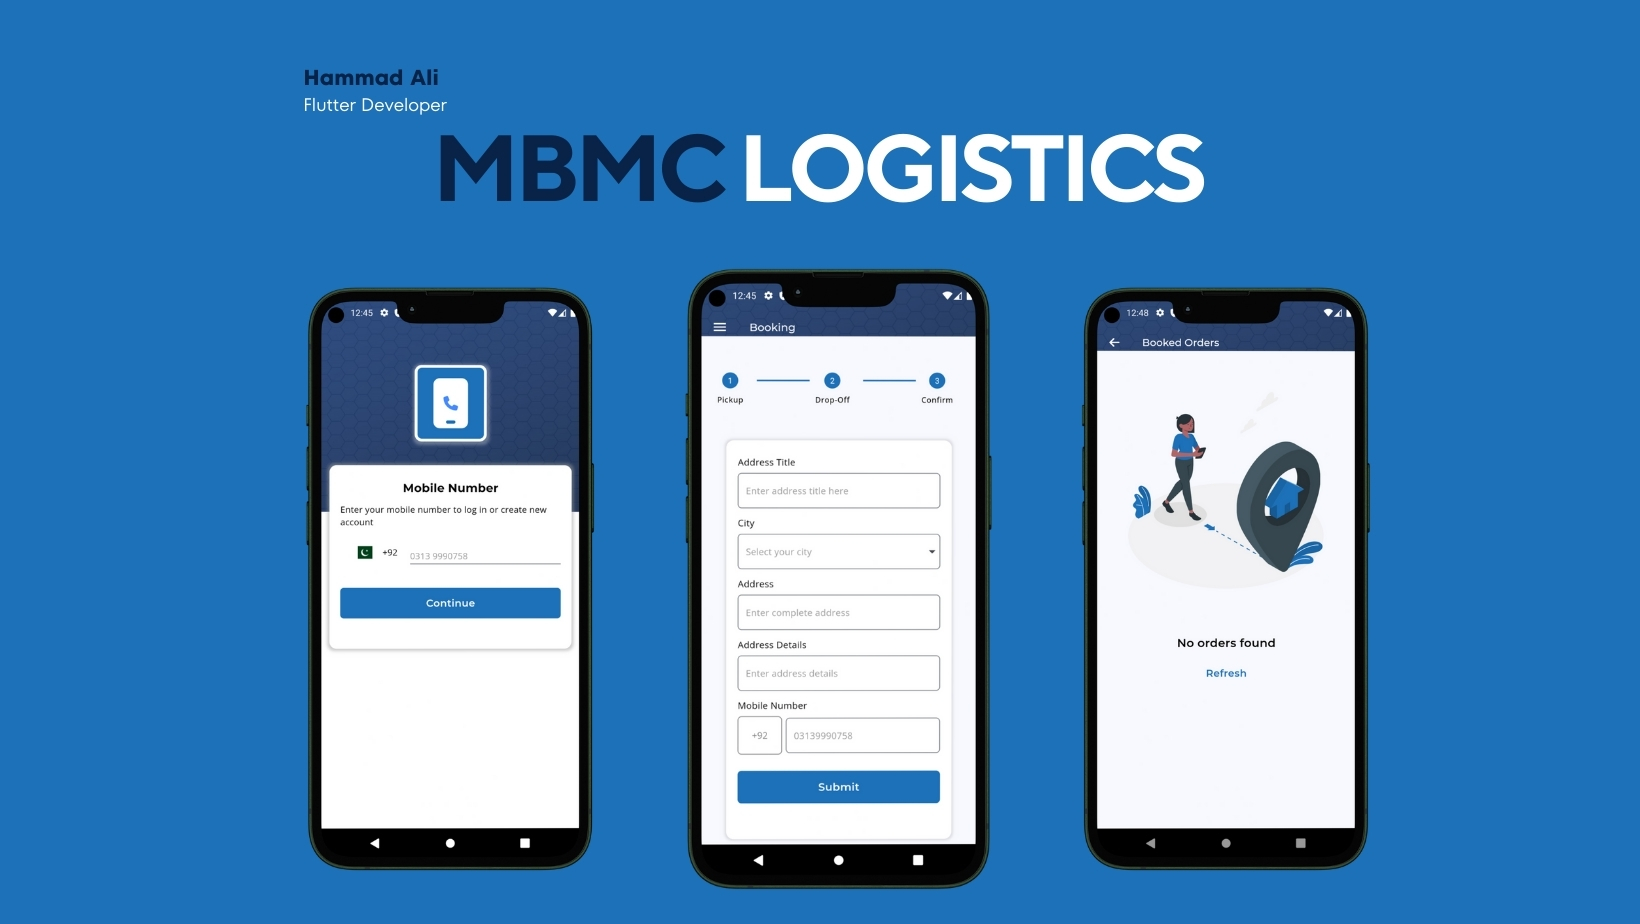 Hammad Ali
Flutter Developer
MBMC LOGISTICS
12:45
Mobile Number
Enter your mobile number to log in or create new
account
+92
0313 9990758
Continue
12:45
Booking
1
2
3
Pickup
Drop-Off
Confirm
Address Title
Enter address title here
City
Select your city
Address
Enter complete address
Address Details
Enter address details
Mobile Number
+92
03139990758
Submit
12:48
Booked Orders
No orders found
Refresh